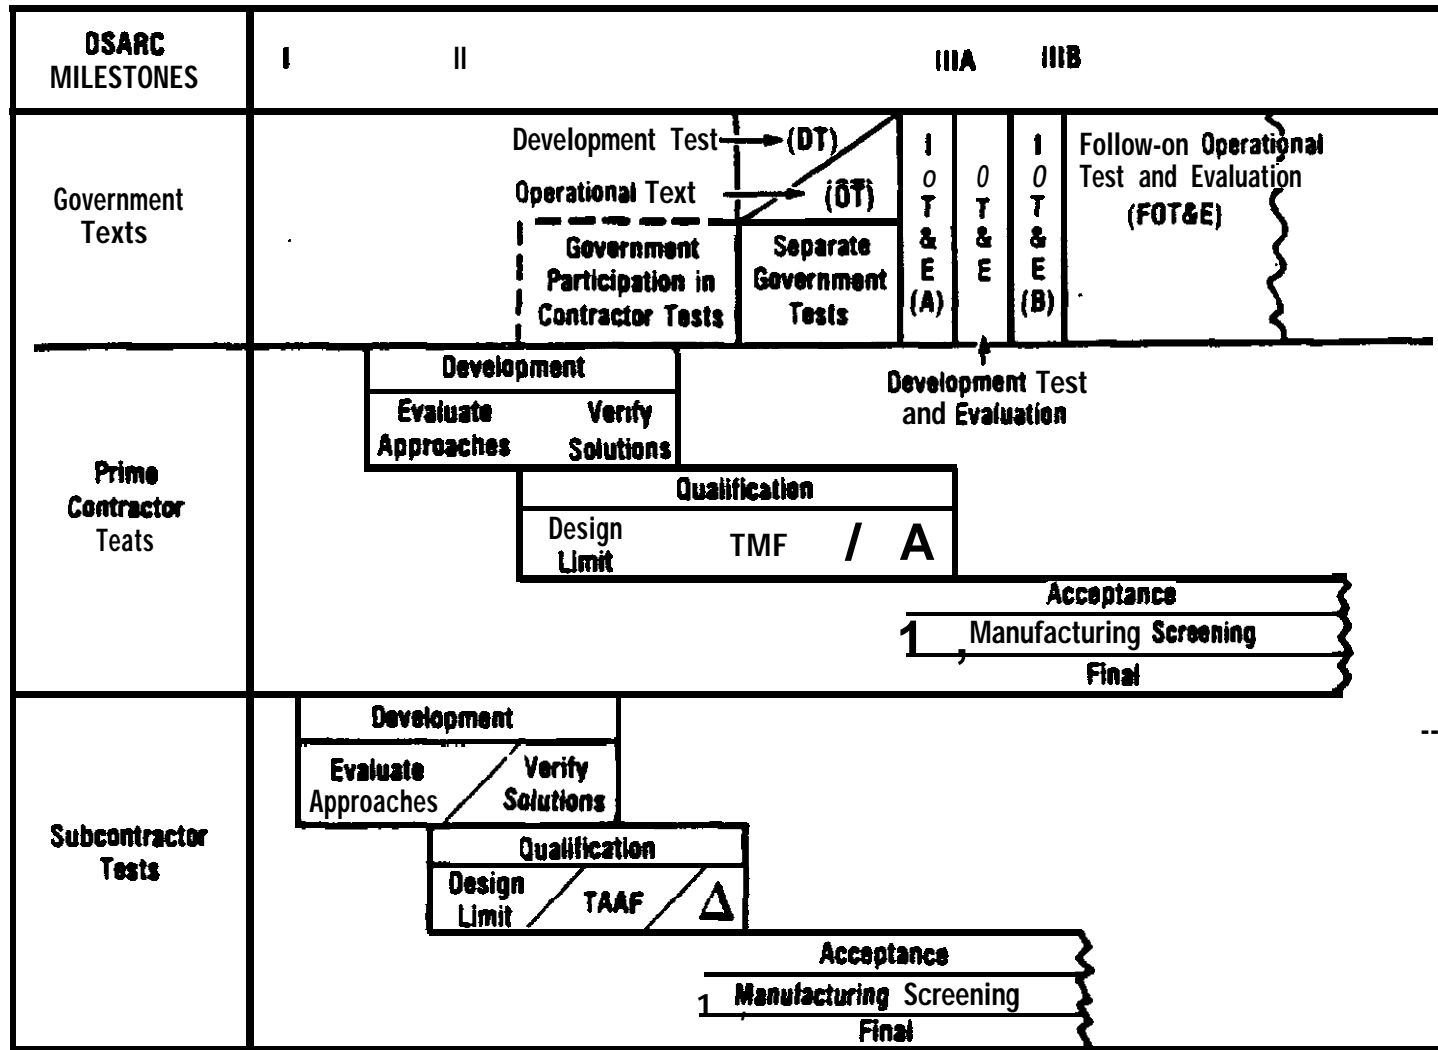 DSARC
MILESTONES
I
II
IIIA
IIIB
Government
Texts
Development Test
(DT)
Operational Text
(OT)
Government
Participation in
Contractor Tests
Separate
Government
Tests
I
O
T
&
E
(A)
O
T
&
E
I
O
T
&
E
(B)
Follow-on Operational
Test and Evaluation
(FOT&E)
Development Test
and Evaluation
Prime
Contractor
Teats
Development
Evaluate
Approaches
Verify
Solutions
Qualification
Design
Limit
TMF
/
A
Acceptance
1 ,Manufacturing Screening
Final
Subcontractor
Tests
Development
Evaluate
Approaches
Verify
Solutions
Qualification
Design
Limit
TAAF
Δ
Acceptance
1 Manufacturing Screening
Final